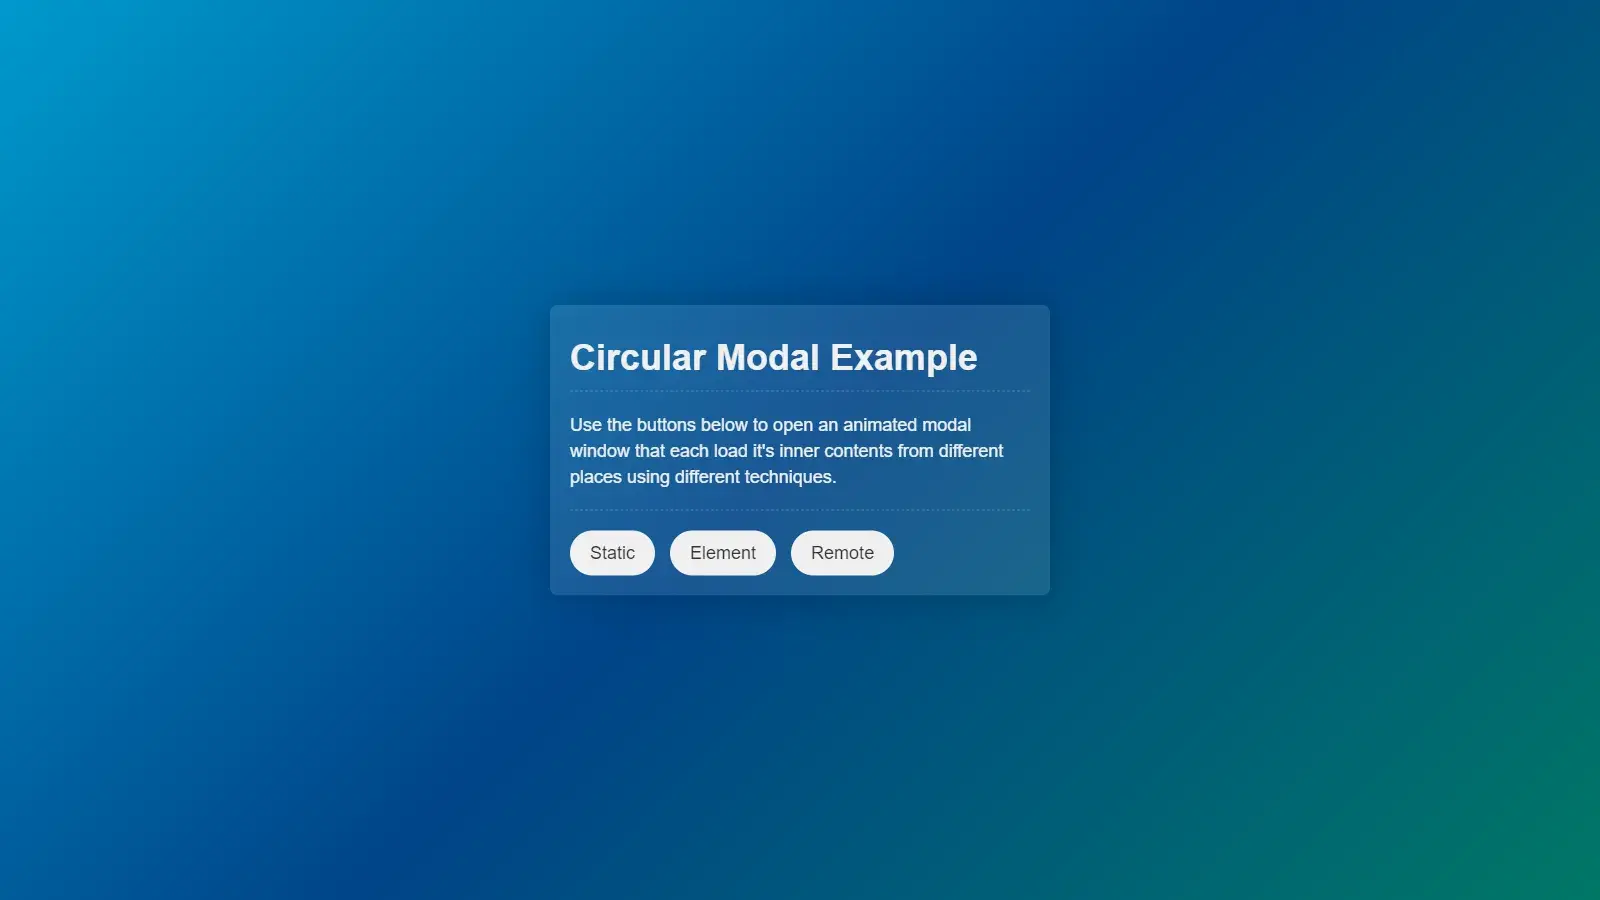 Circular Modal Example
Use the buttons below to open an animated modal
window that each load it's inner contents from different
places using different techniques.
Static
Element
Remote